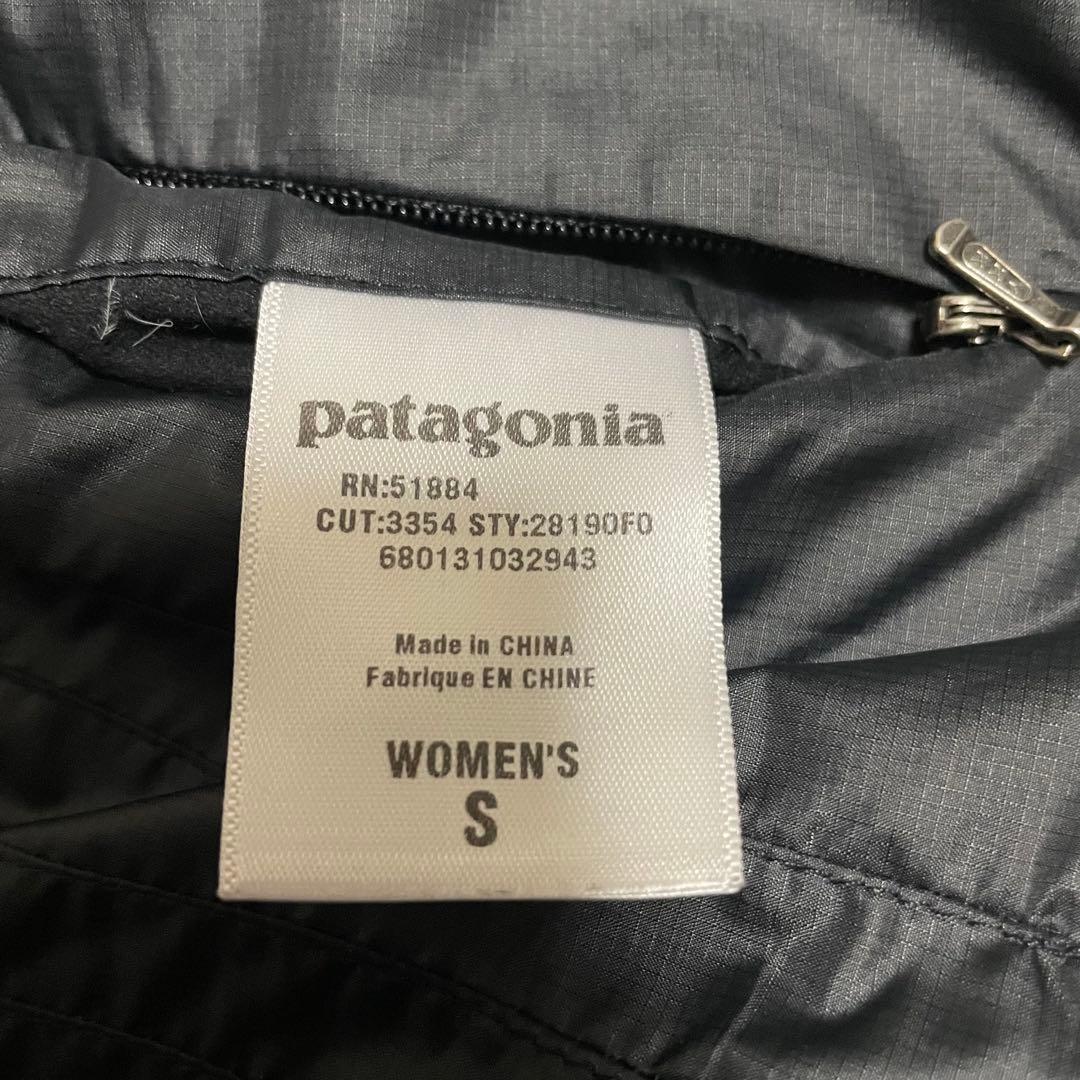 patagonia
RN:51884
CUT:3354 STY:28190F0
680131032943
Made in CHINA
Fabrique EN CHINE
WOMEN'S
S